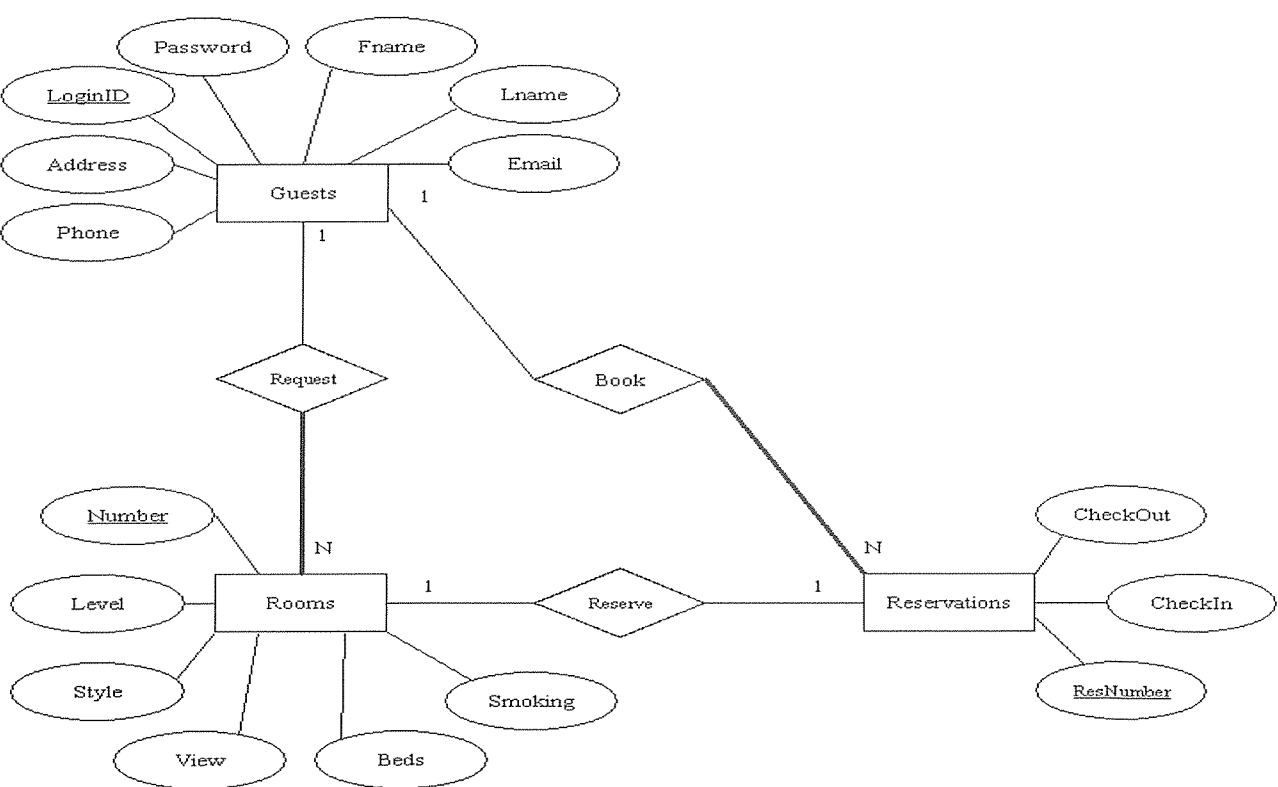 Password
Fname
LoginID
Lname
Address
Email
Guests
1
Phone
1
Request
Book
Number
CheckOut
N
N
Level
Rooms
1
Reserve
1
Reservations
CheckIn
Style
Smoking
ResNumber
View
Beds